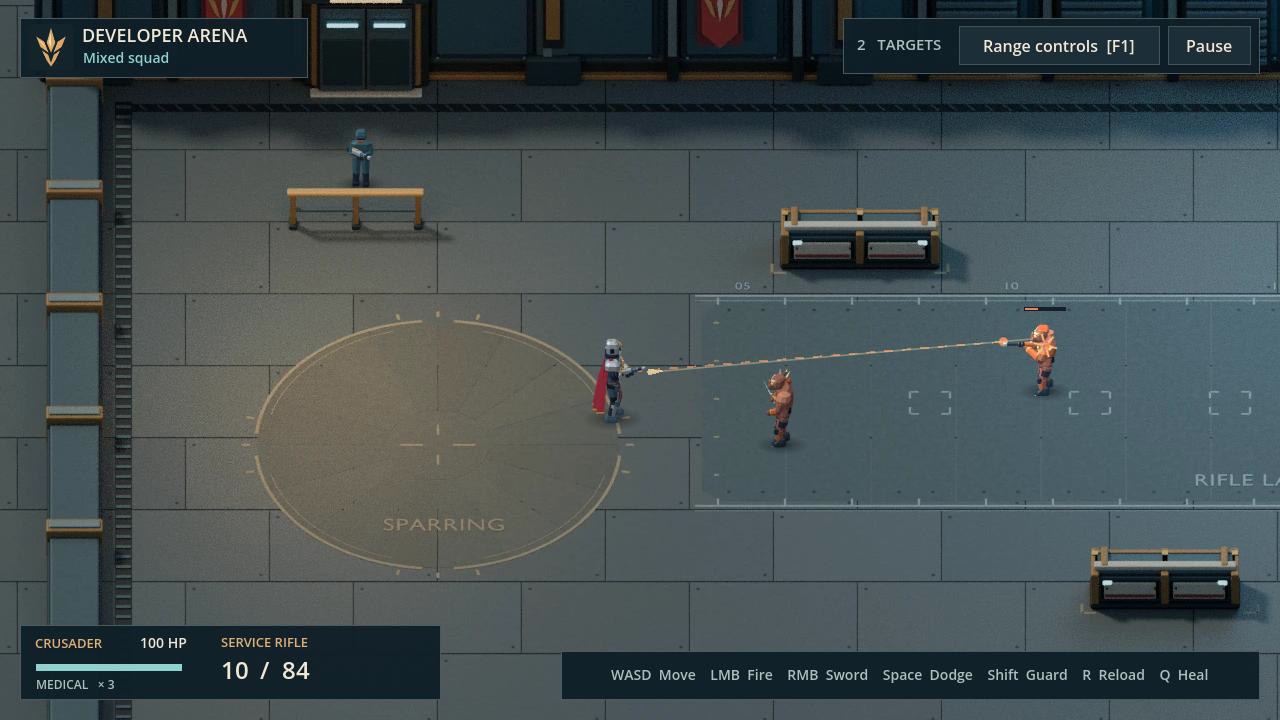 DEVELOPER ARENA
Mixed squad
2 TARGETS
Range controls [F1]
Pause
05
10
SPARRING
CRUSADER
100 HP
MEDICAL × 3
SERVICE RIFLE
10 / 84
WASD Move LMB Fire RMB Sword Space Dodge Shift Guard R Reload Q Heal
RIFLE